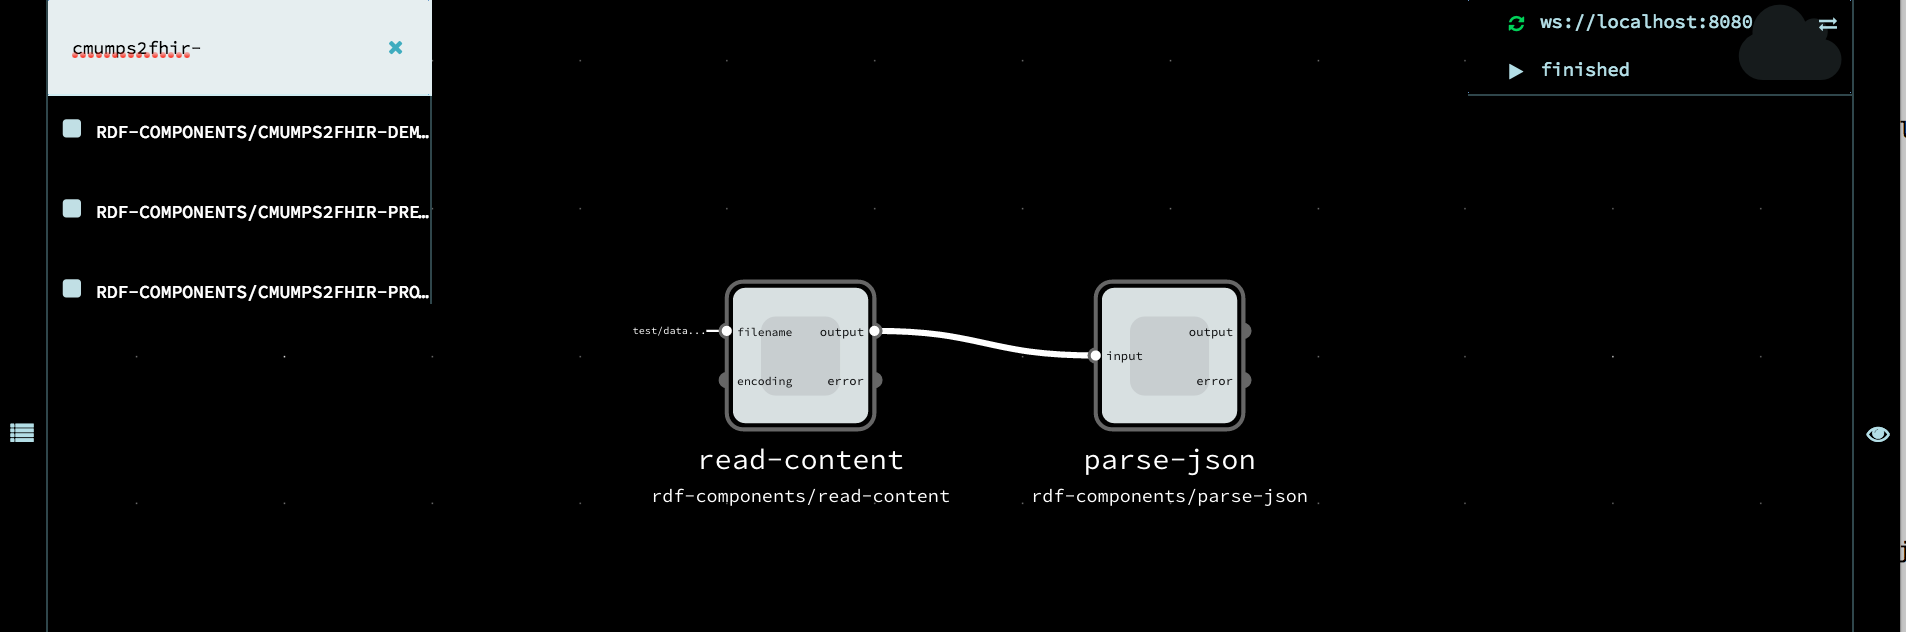 cmumps2fhir-
RDF-COMPONENTS/CMUMPS2FHIR-DEM…
RDF-COMPONENTS/CMUMPS2FHIR-PRE…
RDF-COMPONENTS/CMUMPS2FHIR-PRO…
ws://localhost:8080
finished
test/data...
filename
output
encoding
error
read-content
rdf-components/read-content
output
input
error
parse-json
rdf-components/parse-json